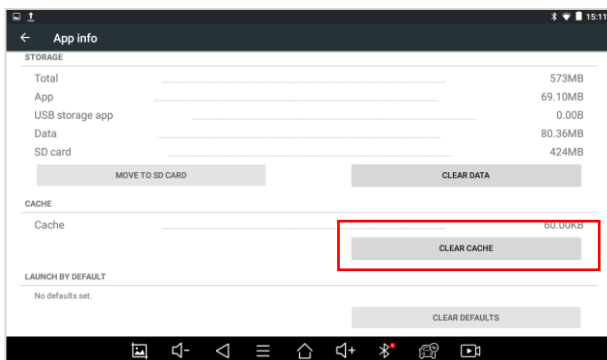 15:11
App info
STORAGE
Total 573MB
App 69.10MB
USB storage app 0.00B
Data 80.36MB
SD card 424MB
MOVE TO SD CARD CLEAR DATA
CACHE
Cache 60.00KB
CLEAR CACHE
LAUNCH BY DEFAULT
No defaults set.
CLEAR DEFAULTS